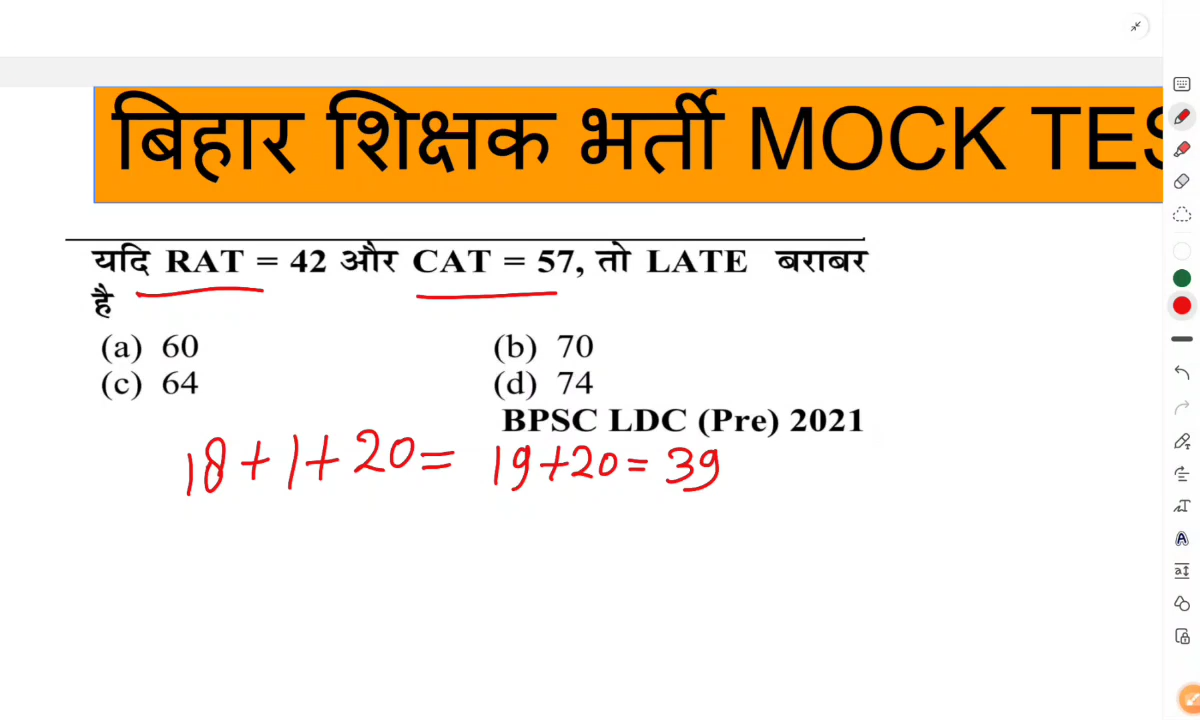 बिहार शिक्षक भर्ती MOCK TES
यदि RAT = 42 और CAT = 57, तो LATE बराबर
है
(a) 60 (b) 70
(c) 64 (d) 74
BPSC LDC (Pre) 2021
18+1+20= 19+20=39